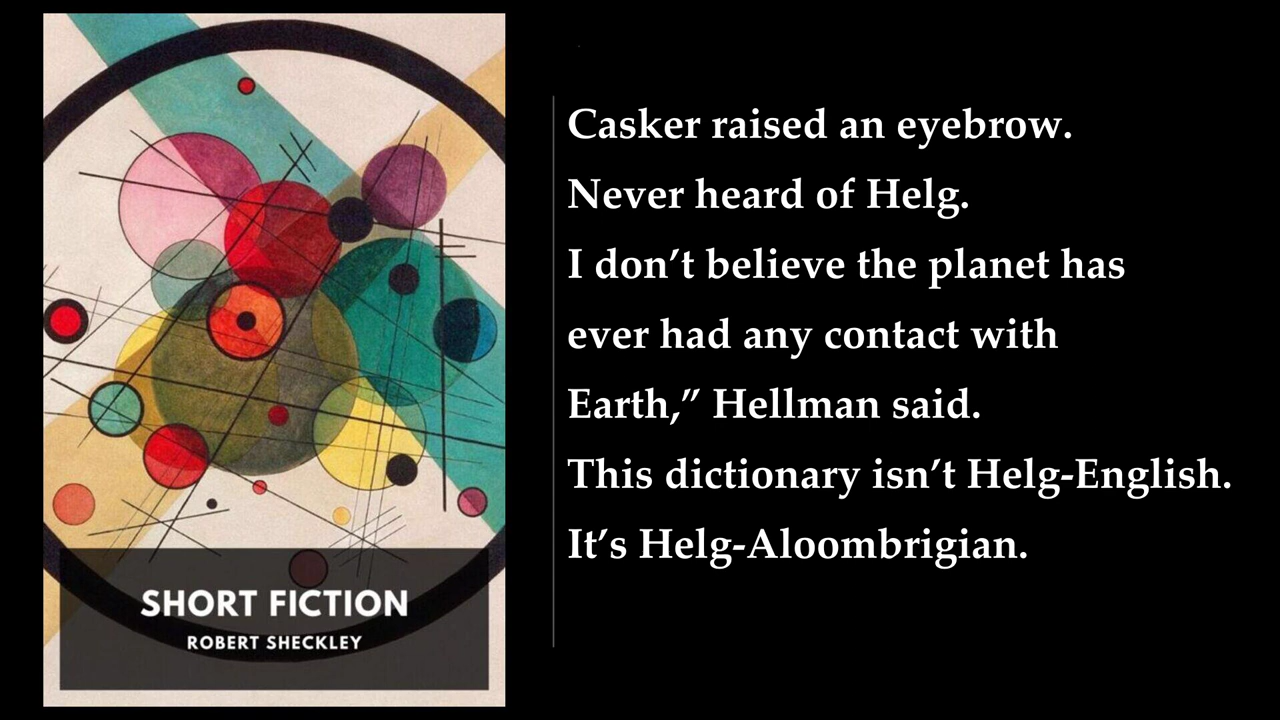 SHORT FICTION
ROBERT SHECKLEY
Casker raised an eyebrow.
Never heard of Helg.
I don’t believe the planet has
ever had any contact with
Earth,” Hellman said.
This dictionary isn’t Helg-English.
It’s Helg-Aloombrigian.